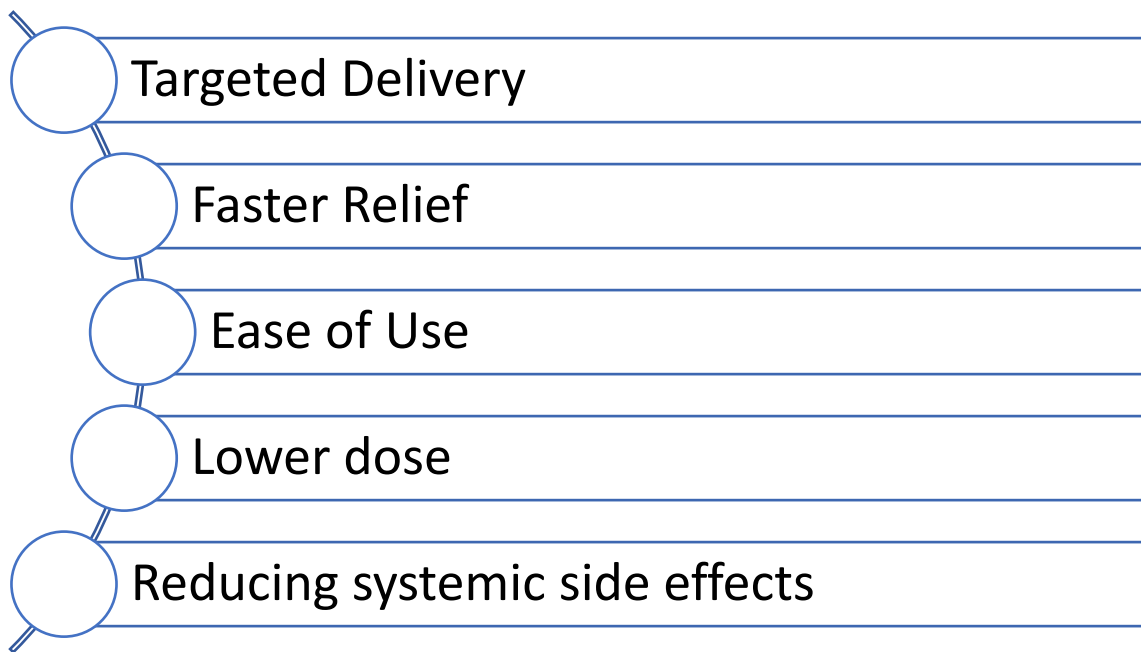 Targeted Delivery
Faster Relief
Ease of Use
Lower dose
Reducing systemic side effects